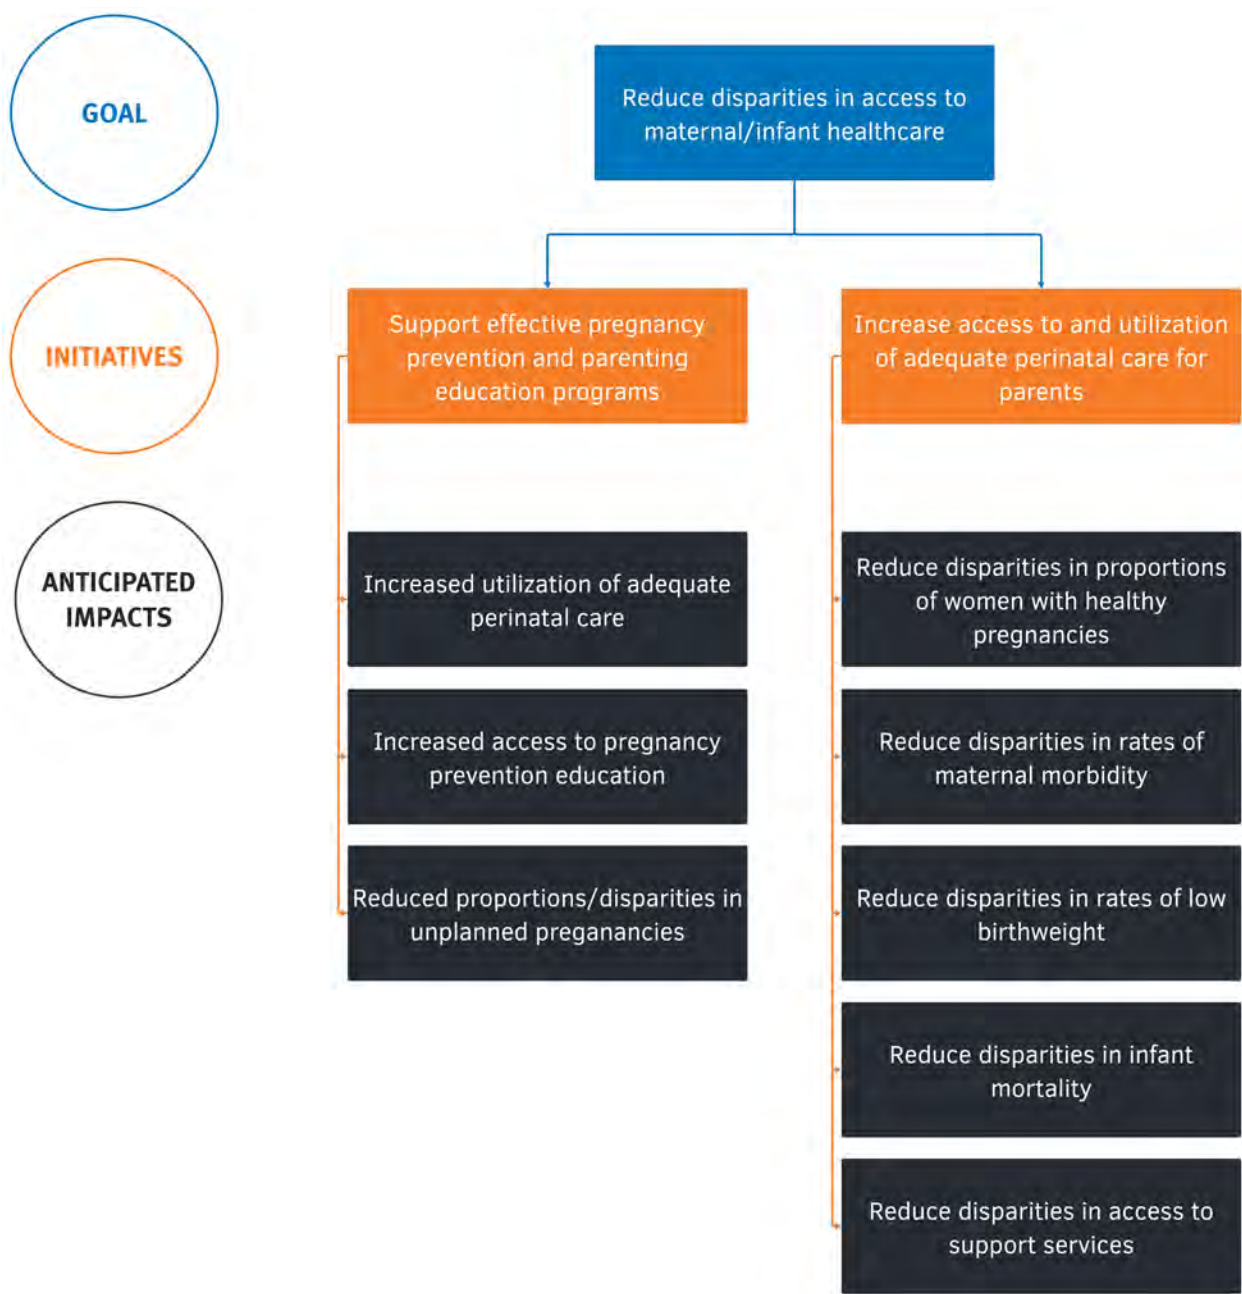 GOAL
Reduce disparities in access to
maternal/infant healthcare
INITIATIVES
Support effective pregnancy
prevention and parenting
education programs
Increase access to and utilization
of adequate perinatal care for
parents
ANTICIPATED
IMPACTS
Increased utilization of adequate
perinatal care
Increased access to pregnancy
prevention education
Reduced proportions/disparities in
unplanned preganancies
Reduce disparities in proportions
of women with healthy
pregnancies
Reduce disparities in rates of
maternal morbidity
Reduce disparities in rates of low
birthweight
Reduce disparities in infant
mortality
Reduce disparities in access to
support services